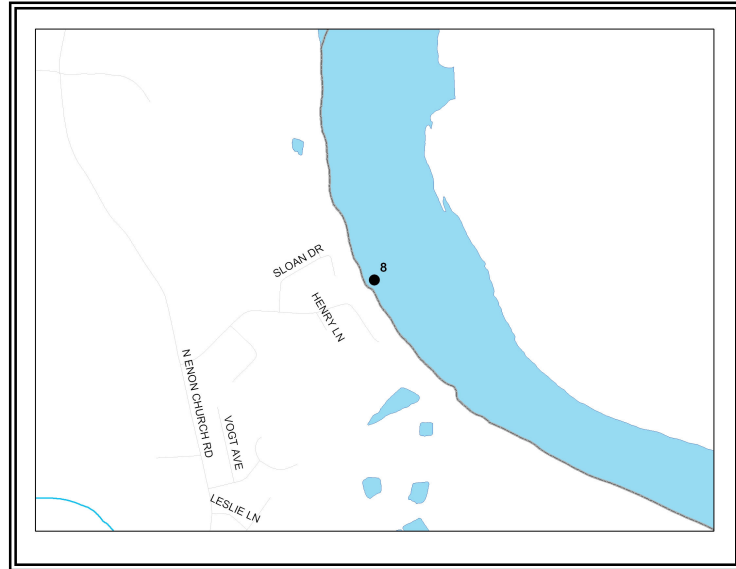 SLOAN DR
8
HENRY LN
N ENON CHURCH RD
VOGT AVE
LESLIE LN